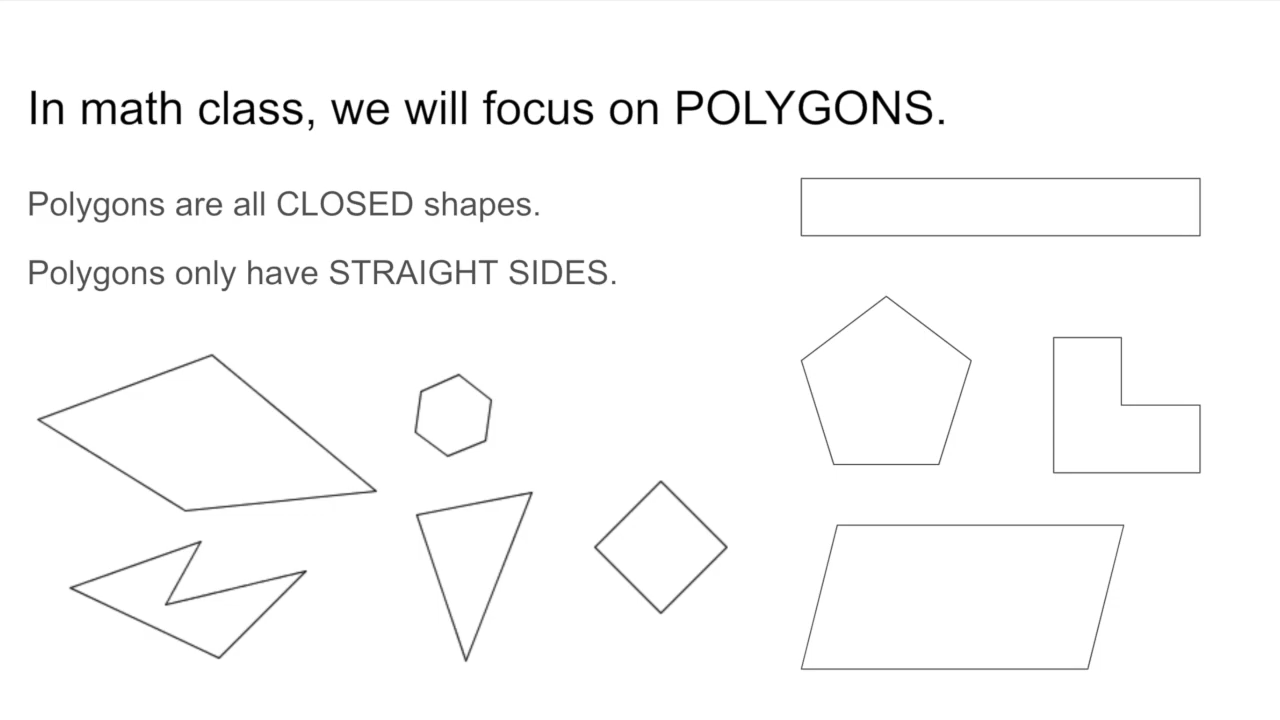 In math class, we will focus on POLYGONS.
Polygons are all CLOSED shapes.
Polygons only have STRAIGHT SIDES.